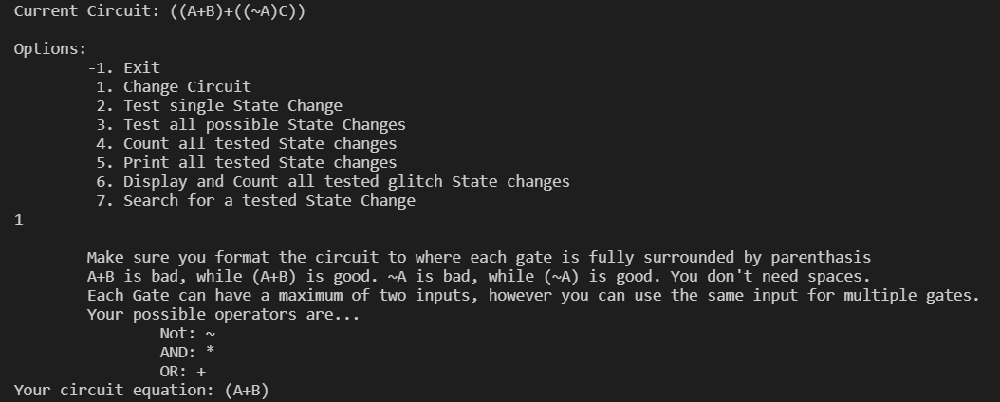 Current Circuit: ((A+B)+((~A)C))
Options:
-1. Exit
1. Change Circuit
2. Test single State Change
3. Test all possible State Changes
4. Count all tested State changes
5. Print all tested State changes
6. Display and Count all tested glitch State changes
7. Search for a tested State Change
1
Make sure you format the circuit to where each gate is fully surrounded by parenthasis
A+B is bad, while (A+B) is good. ~A is bad, while (~A) is good. You don't need spaces.
Each Gate can have a maximum of two inputs, however you can use the same input for multiple gates.
Your possible operators are...
Not: ~
AND: *
OR: +
Your circuit equation: (A+B)